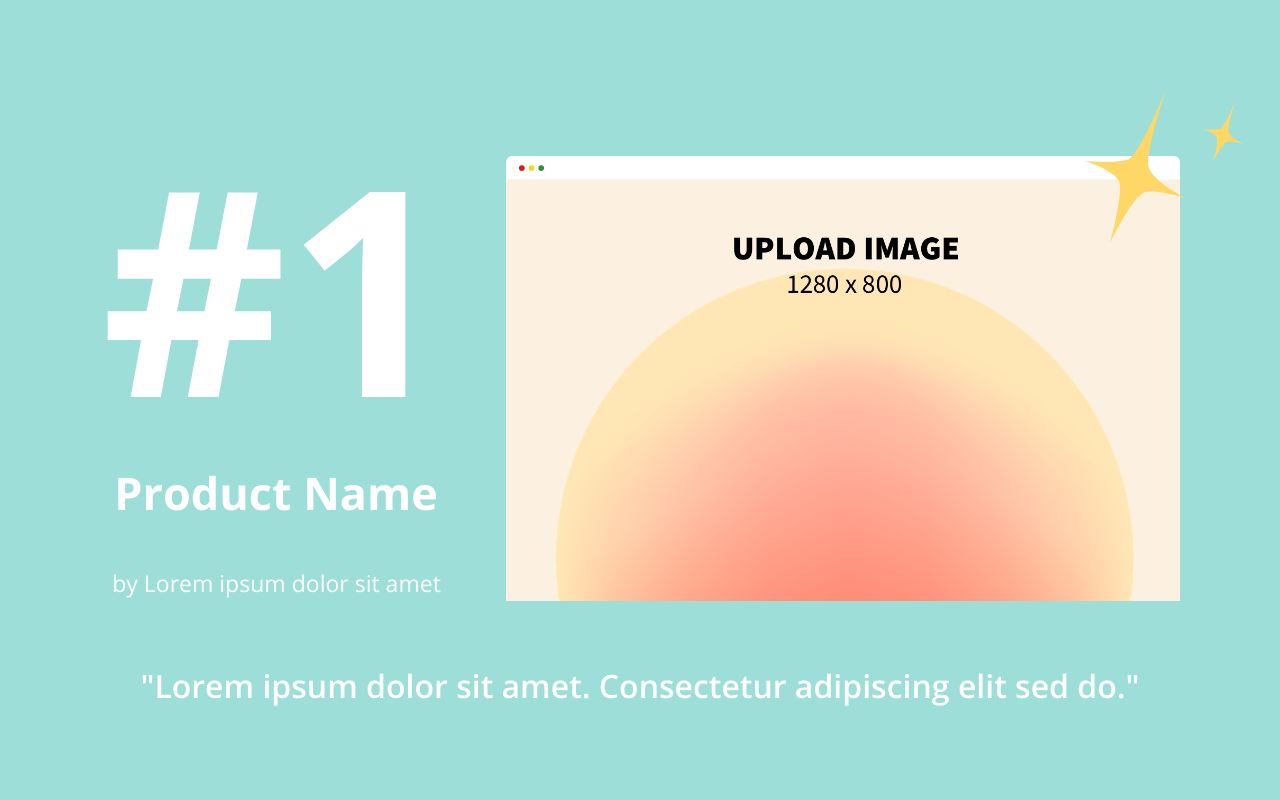 #1
Product Name
by Lorem ipsum dolor sit amet
UPLOAD IMAGE
1280 x 800
"Lorem ipsum dolor sit amet. Consectetur adipiscing elit sed do."